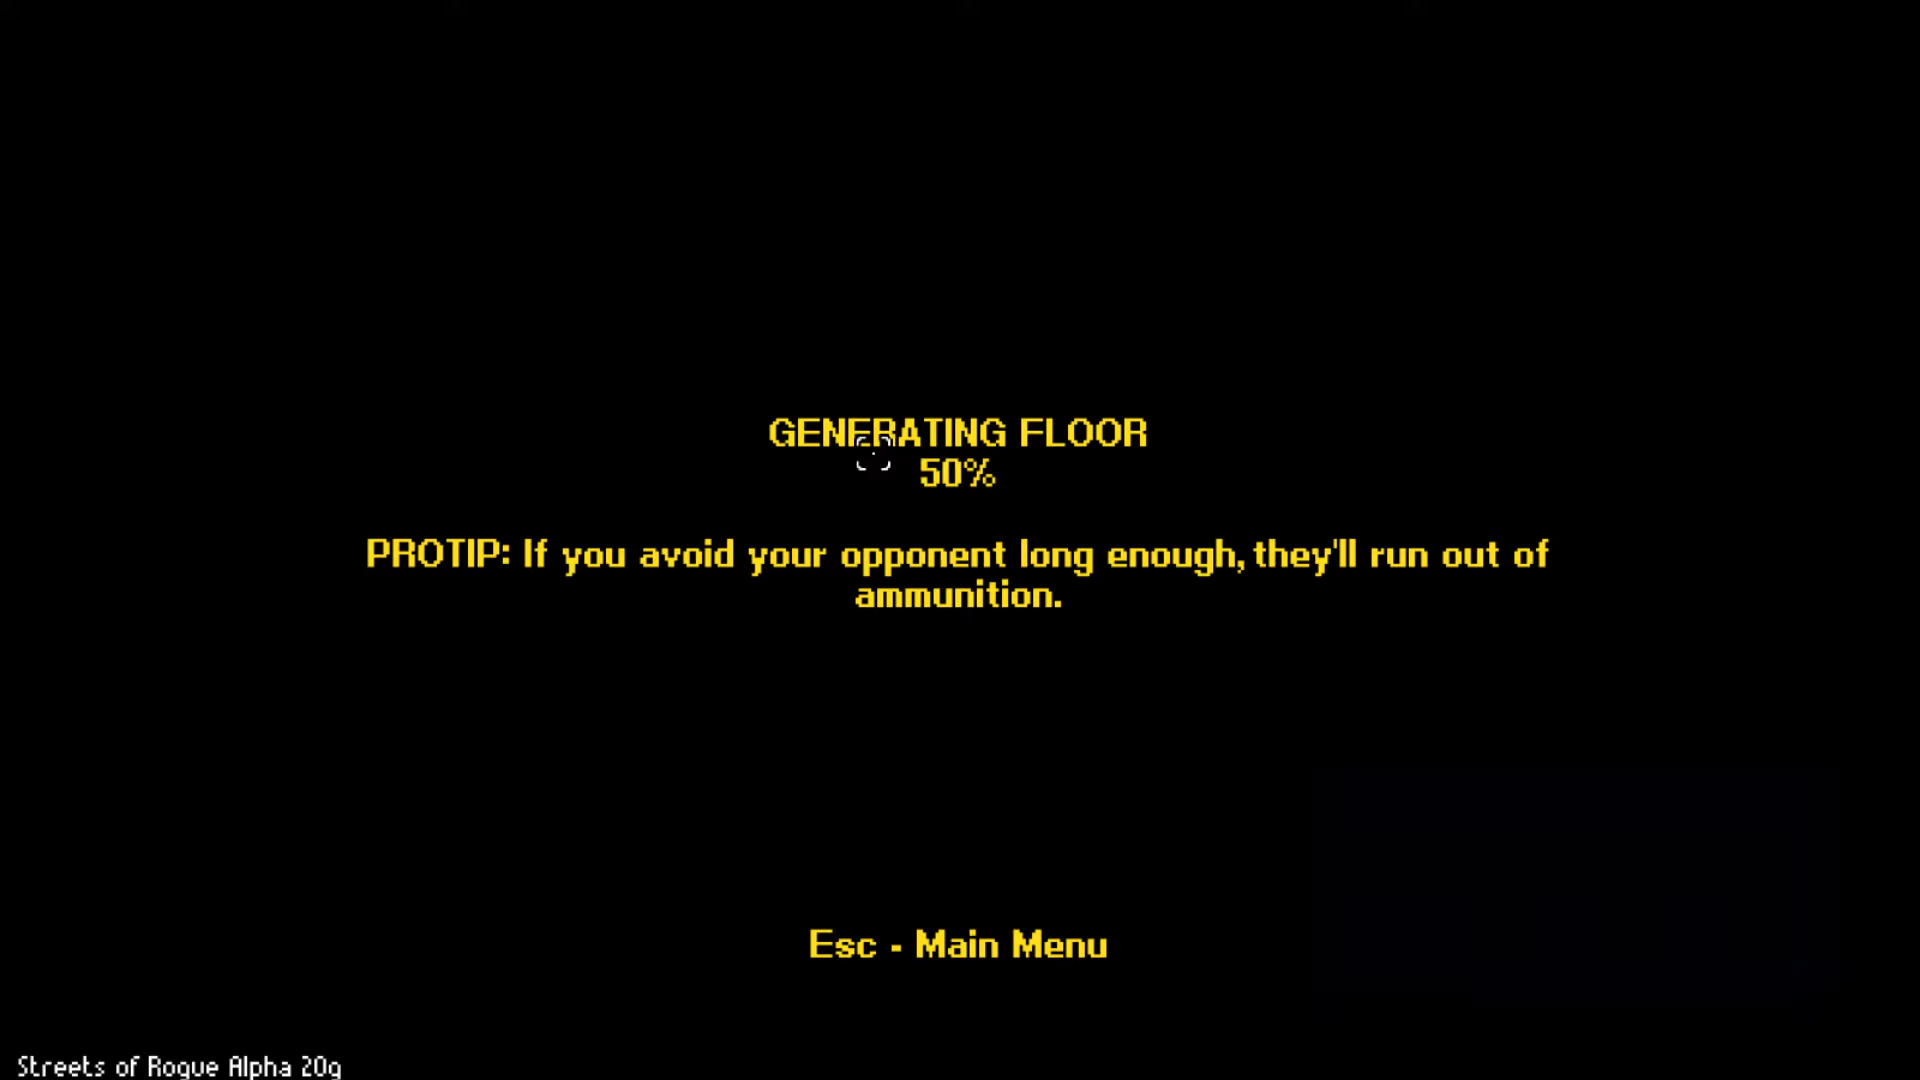 GENERATING FLOOR
50%
PROTIP: If you avoid your opponent long enough, they'll run out of
ammunition.
Esc - Main Menu
Streets of Rogue Alpha 20g